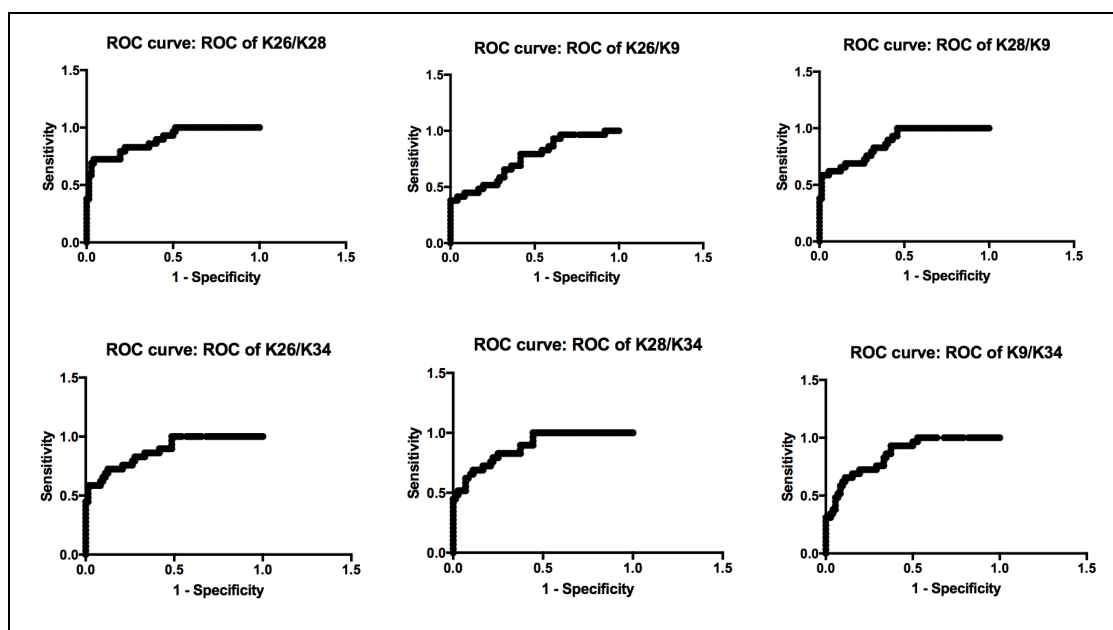 ROC curve: ROC of K26/K28
1.5
1.0
0.5
0.0
Sensitivity
0.0 0.5 1.0 1.5
1 - Specificity
ROC curve: ROC of K26/K9
1.5
1.0
0.5
0.0
Sensitivity
0.0 0.5 1.0 1.5
1 - Specificity
ROC curve: ROC of K28/K9
1.5
1.0
0.5
0.0
Sensitivity
0.0 0.5 1.0 1.5
1 - Specificity
ROC curve: ROC of K26/K34
1.5
1.0
0.5
0.0
Sensitivity
0.0 0.5 1.0 1.5
1 - Specificity
ROC curve: ROC of K28/K34
1.5
1.0
0.5
0.0
Sensitivity
0.0 0.5 1.0 1.5
1 - Specificity
ROC curve: ROC of K9/K34
1.5
1.0
0.5
0.0
Sensitivity
0.0 0.5 1.0 1.5
1 - Specificity